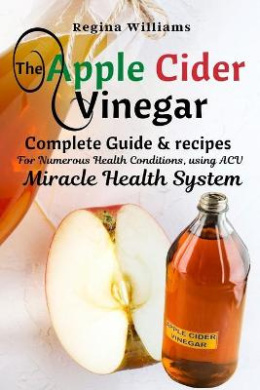 Regina Williams
The Apple Cider
Vinegar
Complete Guide & recipes
For Numerous Health Conditions, using ACV
Miracle Health System
APPLE CIDER
VINEGAR